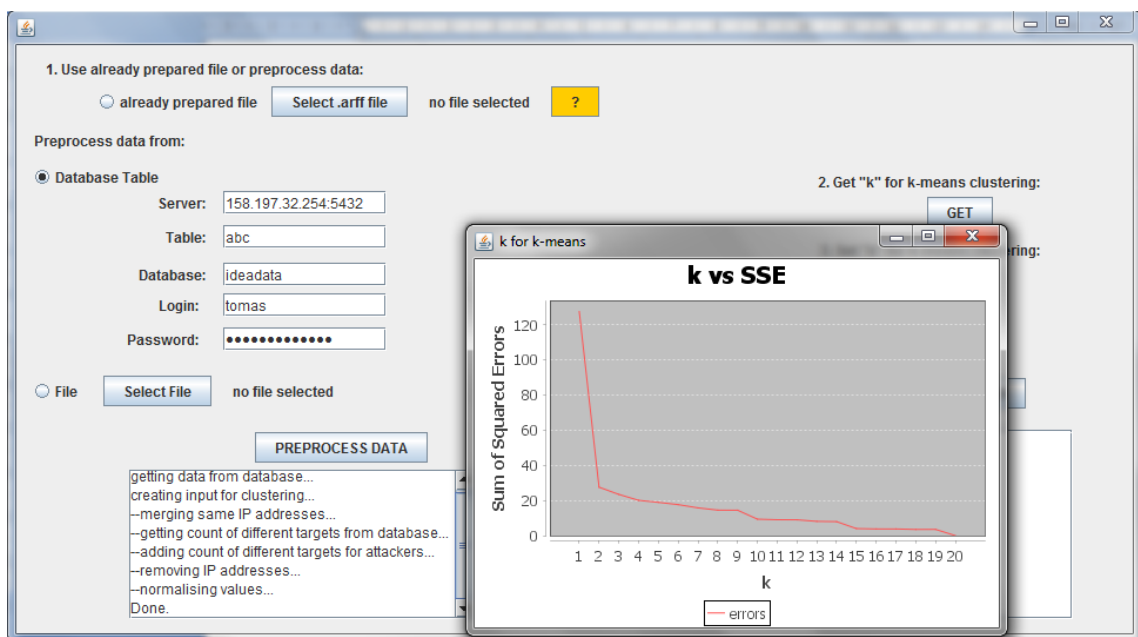 1. Use already prepared file or preprocess data:
already prepared file
Select .arff file
no file selected
?
Preprocess data from:
Database Table
Server: 158.197.32.254:5432
Table: abc
Database: ideadata
Login: tomas
Password: •••••••••••••
File
Select File
no file selected
PREPROCESS DATA
getting data from database...
creating input for clustering...
--merging same IP addresses...
--getting count of different targets from database...
--adding count of different targets for attackers...
--removing IP addresses...
--normalising values...
Done.
2. Get "k" for k-means clustering:
GET
ring:
k for k-means
k vs SSE
Sum of Squared Errors
120
100
80
60
40
20
0
1 2 3 4 5 6 7 8 9 10 11 12 13 14 15 16 17 18 19 20
k
errors